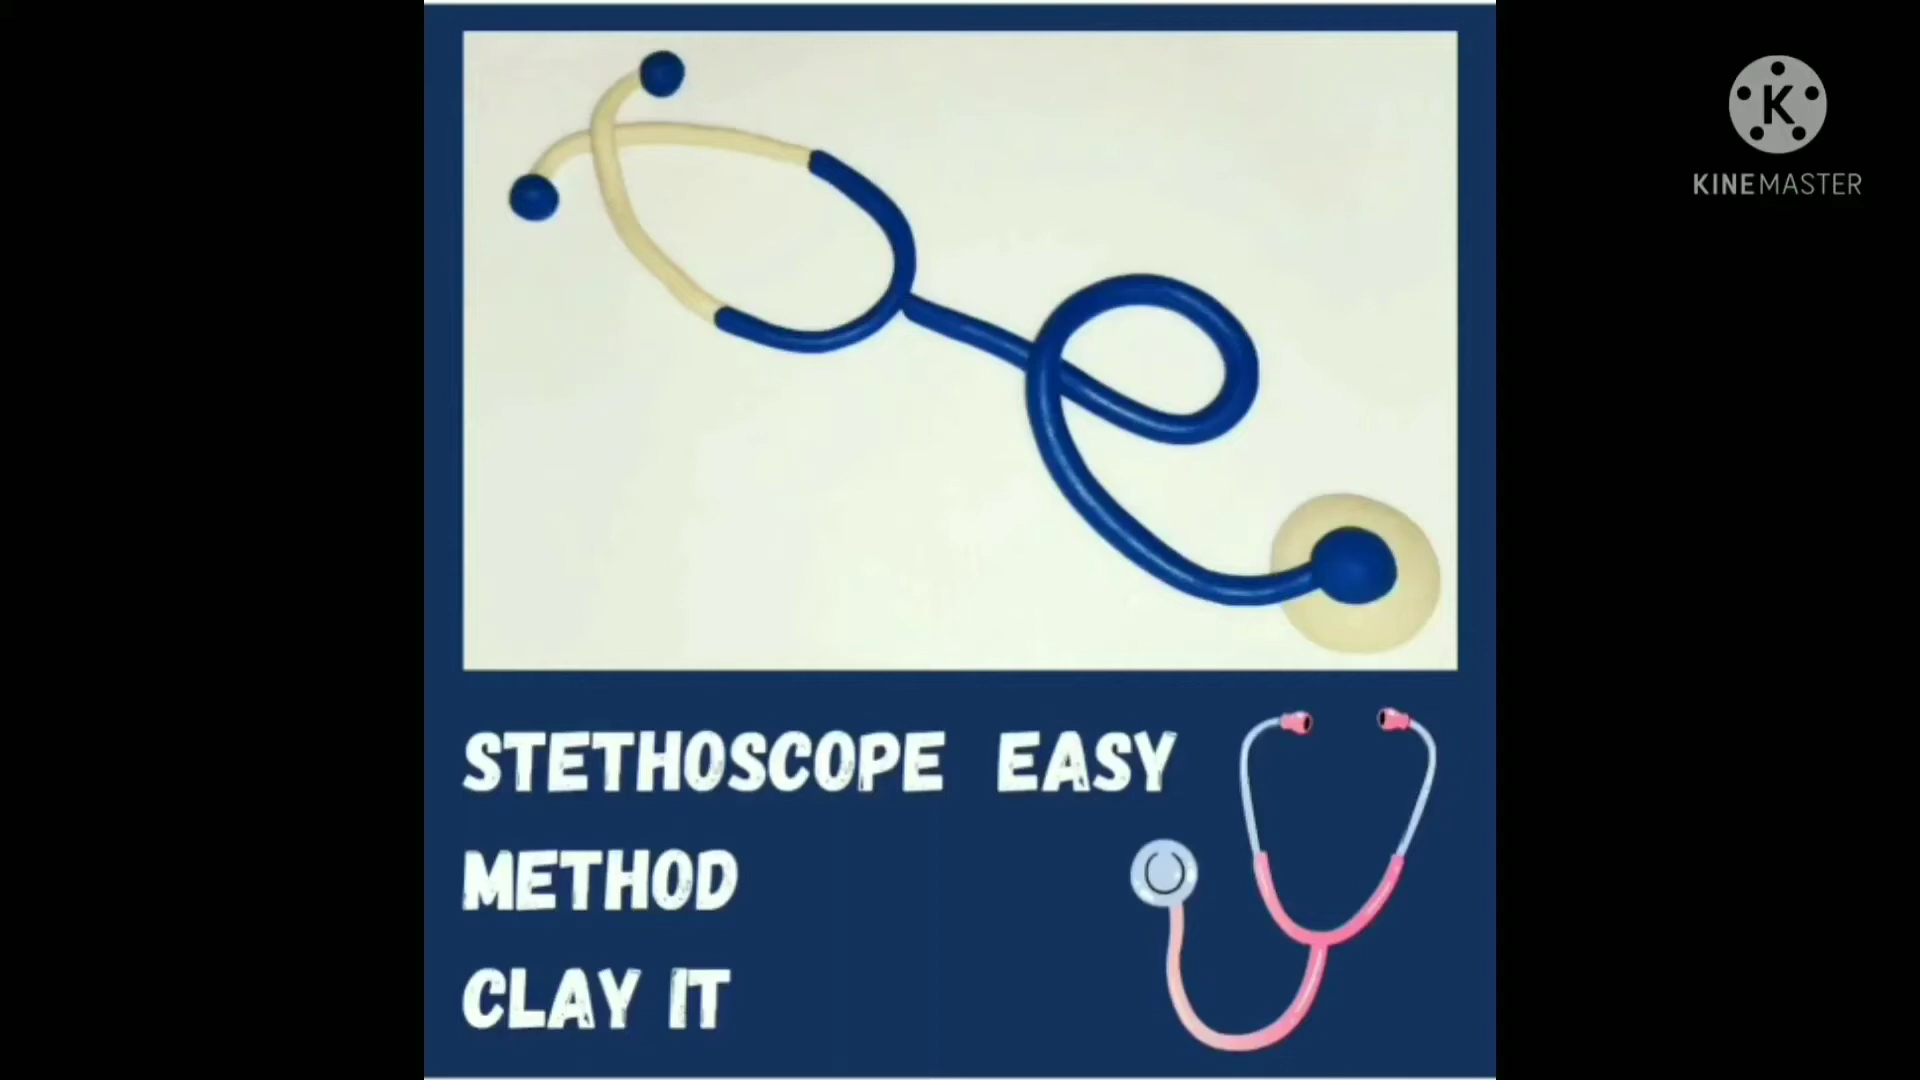 K
KINEMASTER
STETHOSCOPE EASY
METHOD
CLAY IT